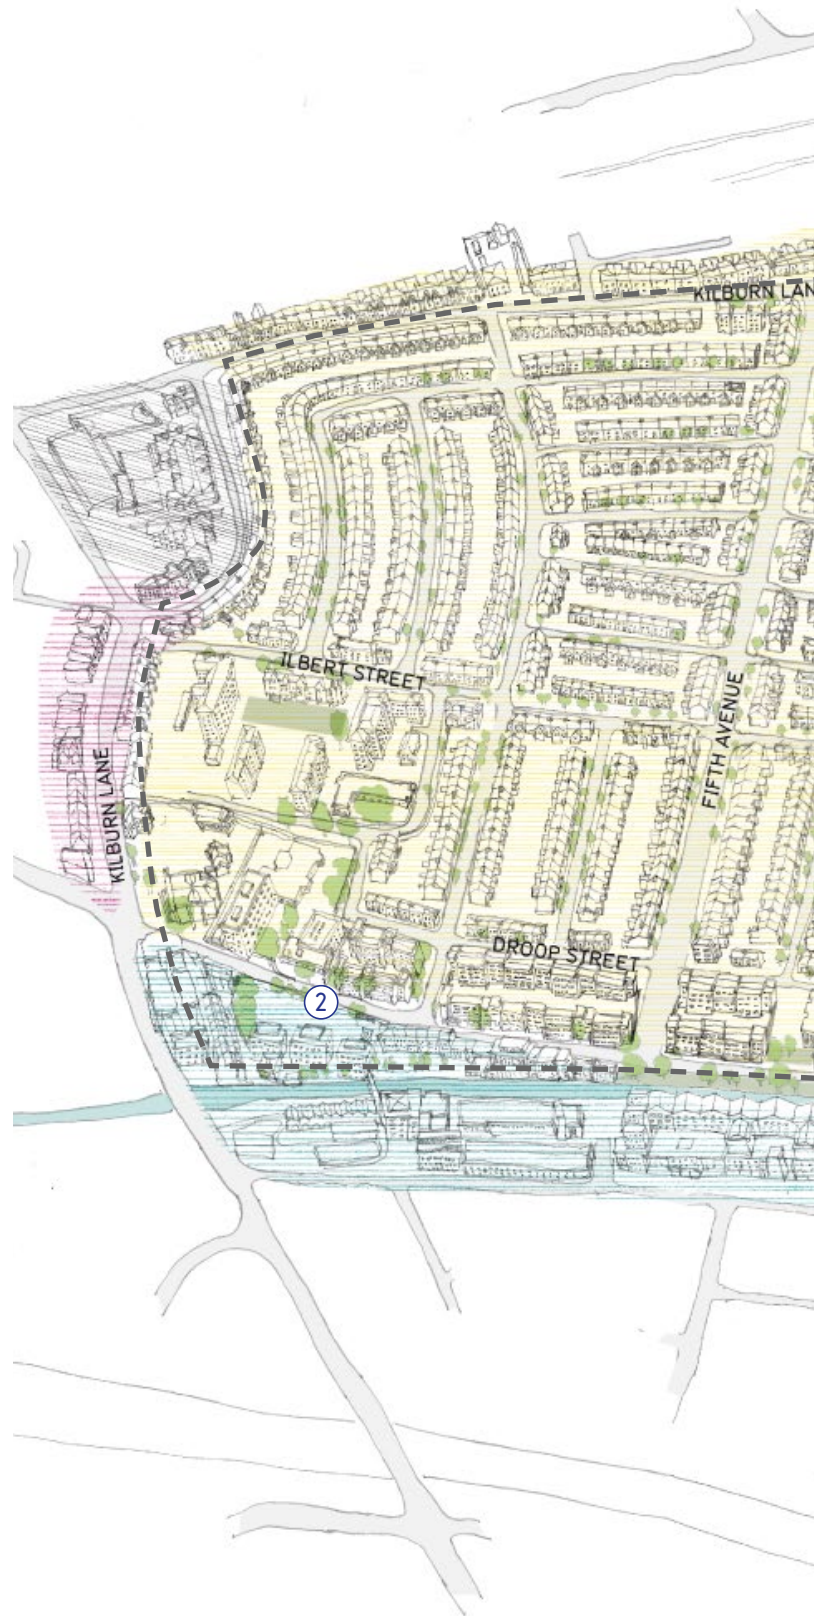 KILBURN LAN
ILBERT STREET
FIFTH AVENUE
KILBURN LANE
DROOP STREET
2